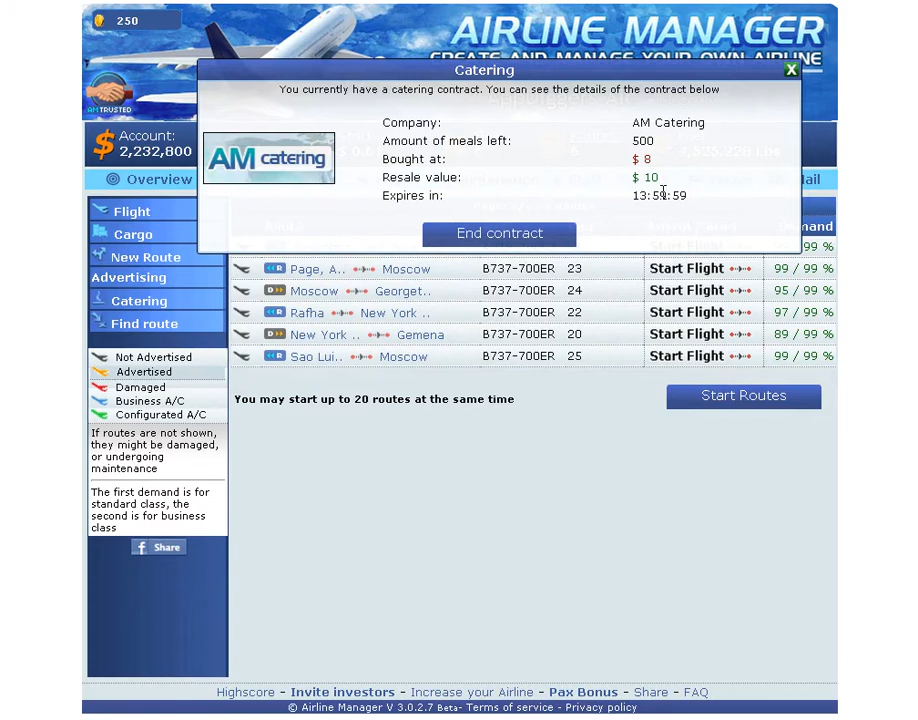 250
AIRLINE MANAGER
CREATE AND MANAGE YOUR OWN AIRLINE
AM TRUSTED
Catering
X
You currently have a catering contract. You can see the details of the contract below
AM catering
Company: AM Catering
Amount of meals left: 500
Bought at: $ 8
Resale value: $ 10
Expires in: 13:59:59
End contract
$ Account:
2,232,800
Overview
Flight
Cargo
New Route
Advertising
Catering
Find route
99 %
R Page, A.. Moscow B737-700ER 23 Start Flight 99 / 99 %
D Moscow Georget.. B737-700ER 24 Start Flight 95 / 99 %
R Rafha New York .. B737-700ER 22 Start Flight 97 / 99 %
D New York .. Gemena B737-700ER 20 Start Flight 89 / 99 %
R Sao Lui.. Moscow B737-700ER 25 Start Flight 99 / 99 %
You may start up to 20 routes at the same time
Start Routes
Not Advertised
Advertised
Damaged
Business A/C
Configurated A/C
If routes are not shown,
they might be damaged,
or undergoing
maintenance
The first demand is for
standard class, the
second is for business
class
f Share
Highscore - Invite investors - Increase your Airline - Pax Bonus - Share - FAQ
© Airline Manager V 3.0.2.7 Beta- Terms of service - Privacy policy